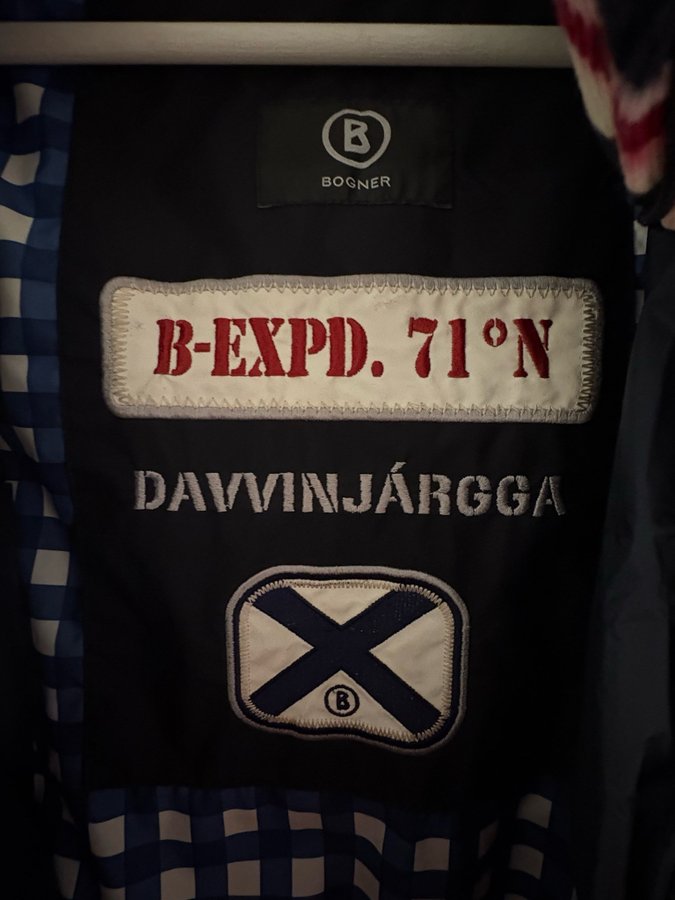 B
BOGNER
B-EXPD. 71°N
DAVVINJÁRGGA
B